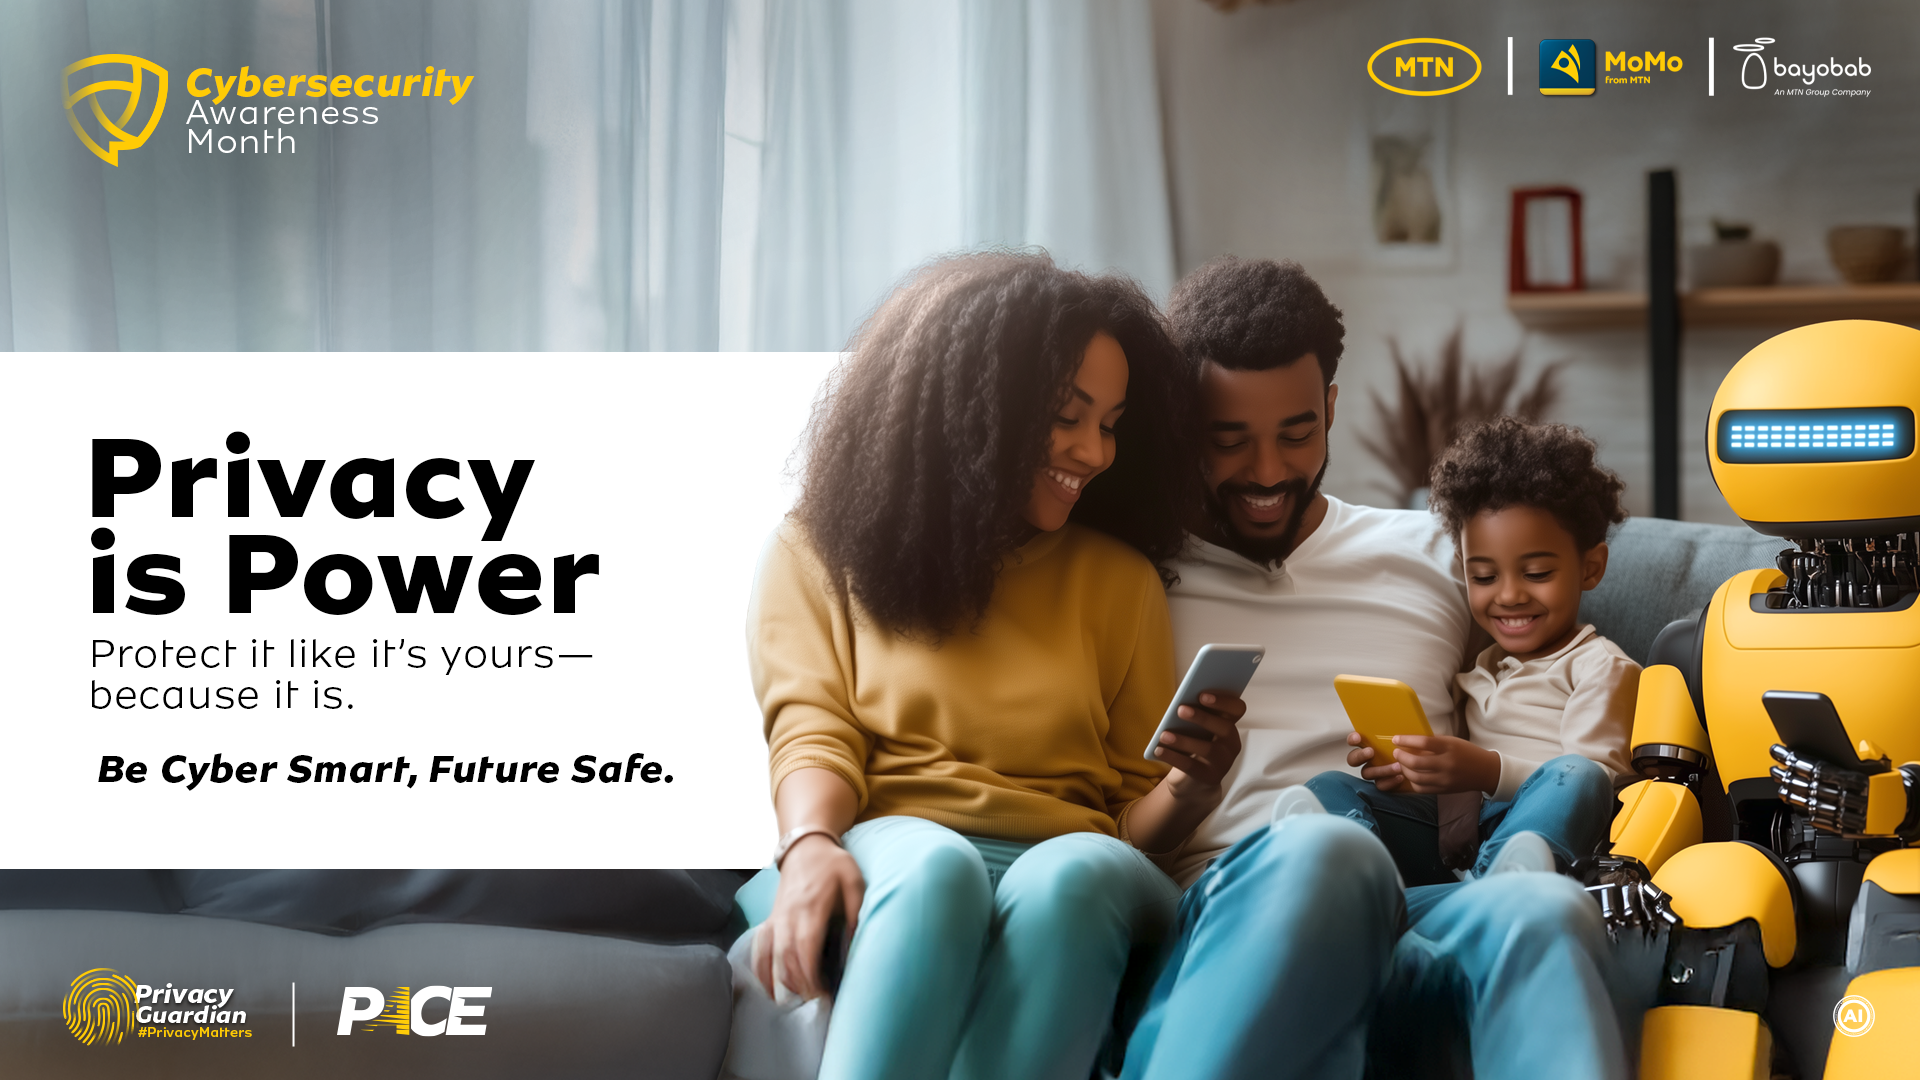 Cybersecurity
Awareness
Month
MTN
MoMo
from MTN
bayobab
An MTN Group Company
Privacy
is Power
Protect it like it's yours—
because it is.
Be Cyber Smart, Future Safe.
Privacy
Guardian
#PrivacyMatters
PACE
AI